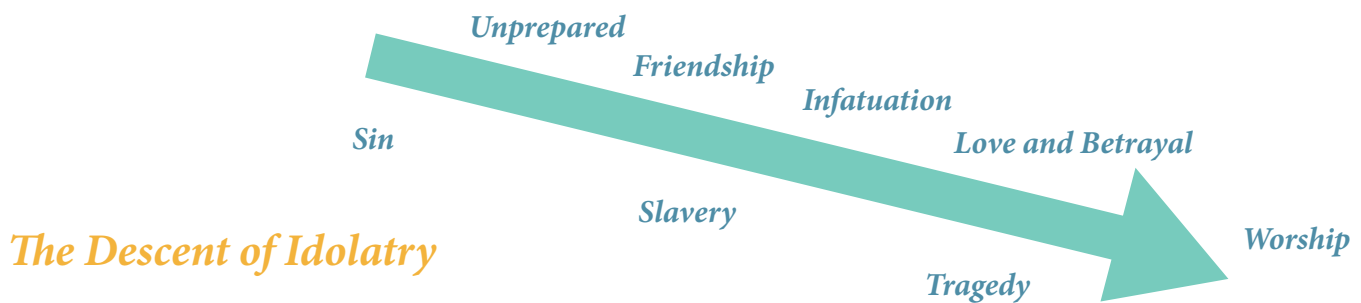 Unprepared
Friendship
Infatuation
Sin
Love and Betrayal
Slavery
The Descent of Idolatry
Worship
Tragedy